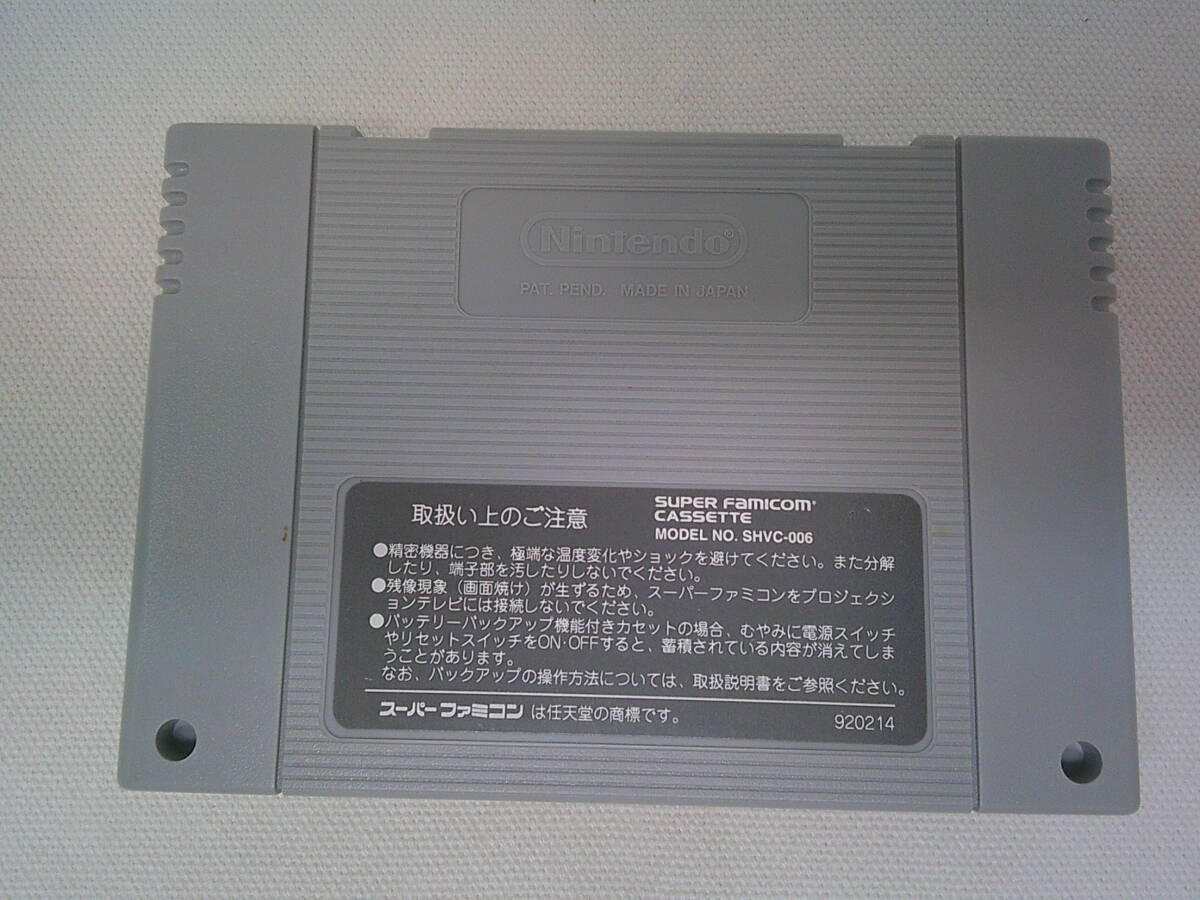 Nintendo®
PAT. PEND. MADE IN JAPAN
取扱い上のご注意
SUPER FAMICOM
CASSETTE
MODEL NO. SHVC-006
●精密機器につき、極端な温度変化やショックを避けてください。また分解
したり、端子部を汚したりしないでください。
●残像現象（画面焼け）が生ずるため、スーパーファミコンをプロジェクシ
ョンテレビには接続しないでください。
●バッテリーバックアップ機能付きカセットの場合、むやみに電源スイッチ
やリセットスイッチをON・OFFすると、蓄積されている内容が消えてしま
うことがあります。
なお、バックアップの操作方法については、取扱説明書をご参照ください。
スーパーファミコン は任天堂の商標です。
920214